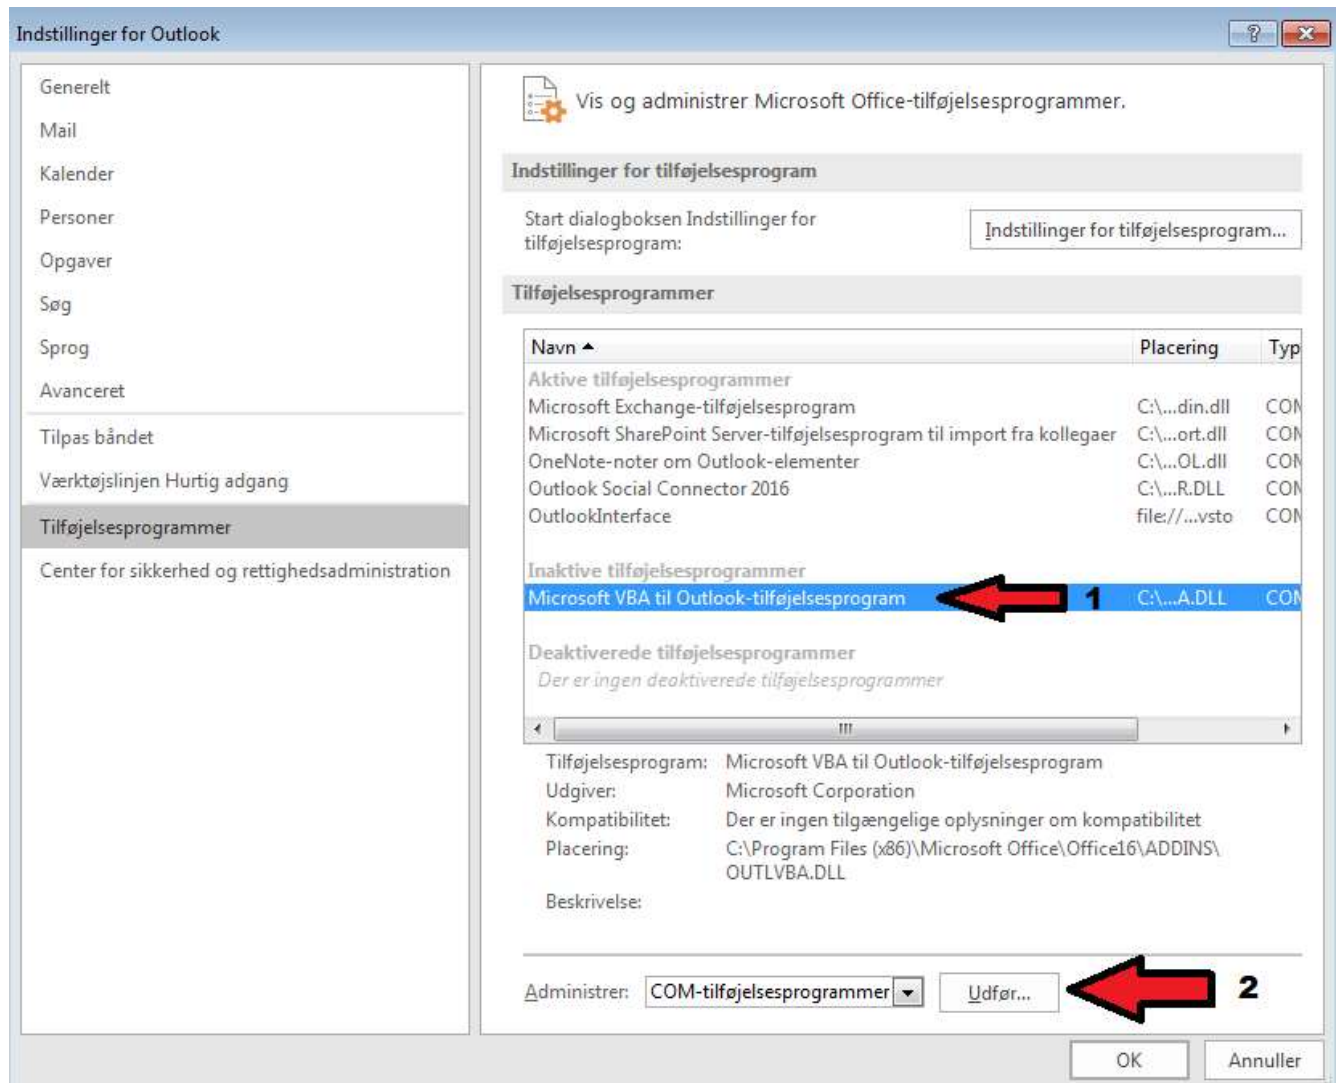 Indstillinger for Outlook
Generelt
Mail
Kalender
Personer
Opgaver
Søg
Sprog
Avanceret
Tilpas båndet
Værktøjslinjen Hurtig adgang
Tilføjelsesprogrammer
Center for sikkerhed og rettighedsadministration
Vis og administrer Microsoft Office-tilføjelsesprogrammer.
Indstillinger for tilføjelsesprogram
Start dialogboksen Indstillinger for
tilføjelsesprogram:
Indstillinger for tilføjelsesprogram...
Tilføjelsesprogrammer
Navn Placering Typ
Aktive tilføjelsesprogrammer
Microsoft Exchange-tilføjelsesprogram C:\...din.dll COM
Microsoft SharePoint Server-tilføjelsesprogram til import fra kollegaer C:\...ort.dll COM
OneNote-noter om Outlook-elementer C:\...OL.dll COM
Outlook Social Connector 2016 C:\...R.DLL COM
OutlookInterface file://...vsto COM
Inaktive tilføjelsesprogrammer
Microsoft VBA til Outlook-tilføjelsesprogram 1 C:\...A.DLL COM
Deaktiverede tilføjelsesprogrammer
Der er ingen deaktiverede tilføjelsesprogrammer
Tilføjelsesprogram: Microsoft VBA til Outlook-tilføjelsesprogram
Udgiver: Microsoft Corporation
Kompatibilitet: Der er ingen tilgængelige oplysninger om kompatibilitet
Placering: C:\Program Files (x86)\Microsoft Office\Office16\ADDINS\
OUTLVBA.DLL
Beskrivelse:
Administrer: COM-tilføjelsesprogrammer Udfør... 2
OK Annuller